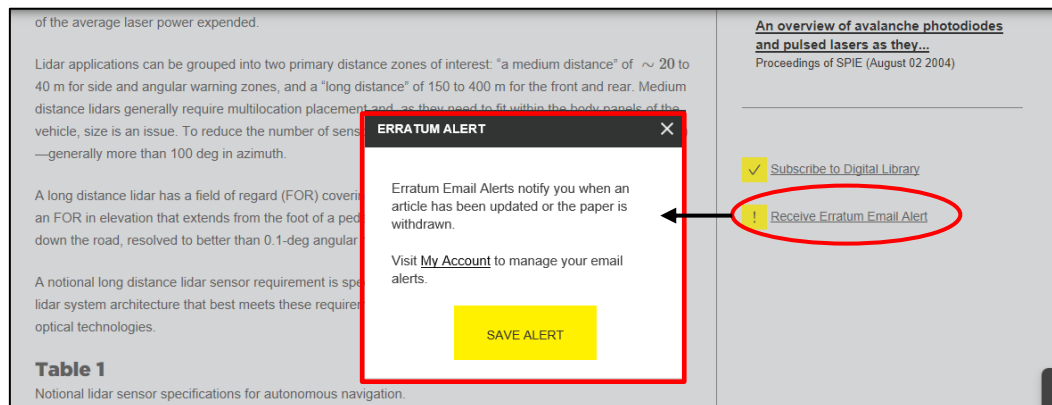 of the average laser power expended.
Lidar applications can be grouped into two primary distance zones of interest: “a medium distance” of ∼ 20 to
40 m for side and angular warning zones, and a “long distance” of 150 to 400 m for the front and rear. Medium
distance lidars generally require multilocation placement and, as they need to fit within the body panels of the
vehicle, size is an issue. To reduce the number of sens
—generally more than 100 deg in azimuth.
A long distance lidar has a field of regard (FOR) coveri
an FOR in elevation that extends from the foot of a ped
down the road, resolved to better than 0.1-deg angular
A notional long distance lidar sensor requirement is spe
lidar system architecture that best meets these requirem
optical technologies.
Table 1
Notional lidar sensor specifications for autonomous navigation.
ERRATUM ALERT
Erratum Email Alerts notify you when an
article has been updated or the paper is
withdrawn.
Visit My Account to manage your email
alerts.
SAVE ALERT
An overview of avalanche photodiodes
and pulsed lasers as they...
Proceedings of SPIE (August 02 2004)
Subscribe to Digital Library
! Receive Erratum Email Alert